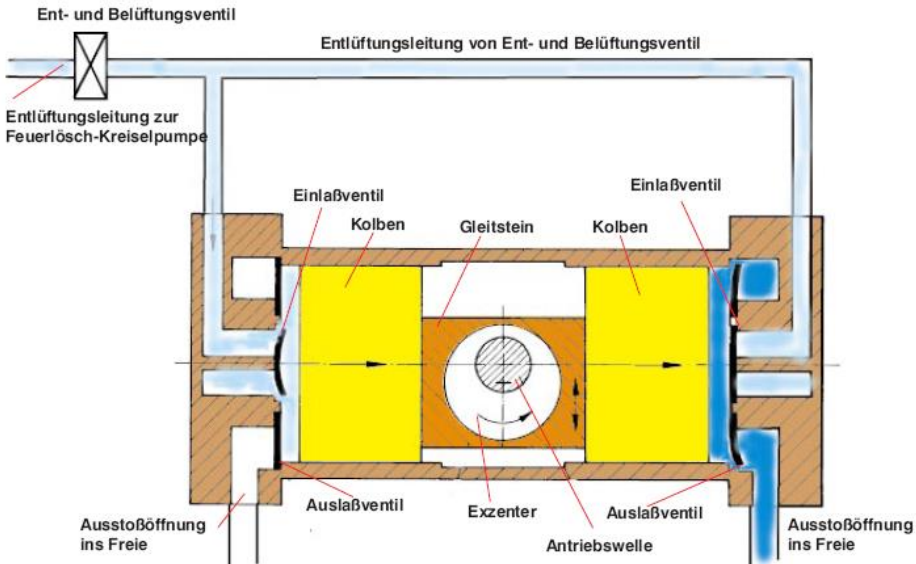 Ent- und Belüftungsventil
Entlüftungsleitung von Ent- und Belüftungsventil
Entlüftungsleitung zur
Feuerlösch-Kreiselpumpe
Einlaßventil
Kolben
Gleitstein
Kolben
Einlaßventil
Ausstoßöffnung
ins Freie
Auslaßventil
Exzenter
Antriebswelle
Auslaßventil
Ausstoßöffnung
ins Freie